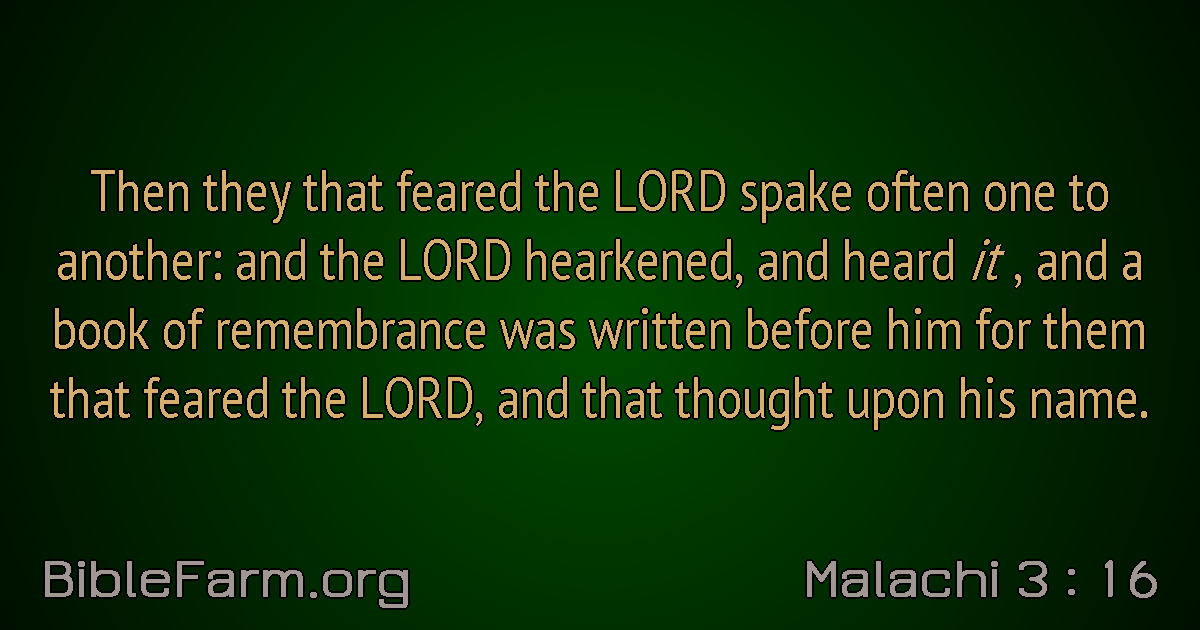 Then they that feared the LORD spake often one to
another: and the LORD hearkened, and heard it , and a
book of remembrance was written before him for them
that feared the LORD, and that thought upon his name.
BibleFarm.org
Malachi 3 : 16